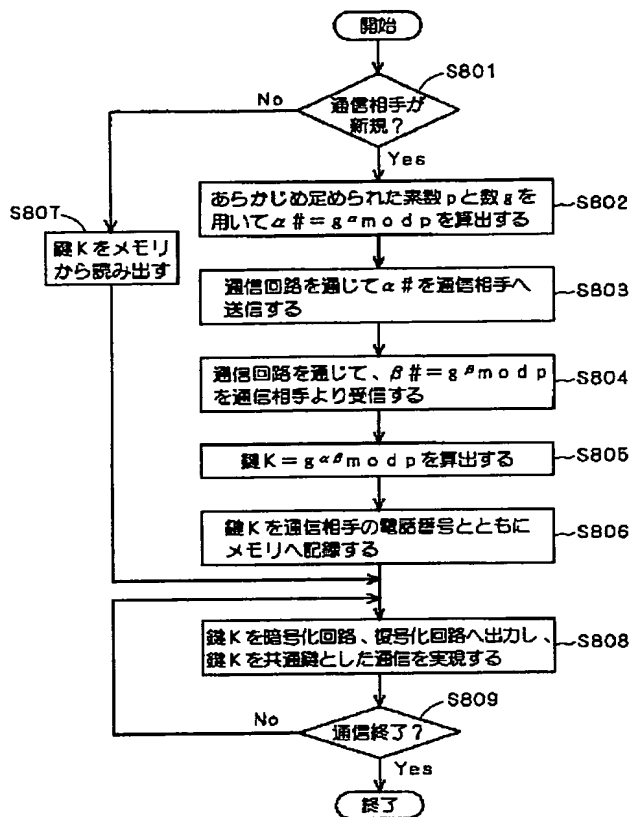 開始
S801
通信相手が
新規?
No
Yes
あらかじめ定められた素数pと数gを
用いてα#=g^α mod pを算出する
S802
S807
鍵Kをメモリ
から読み出す
通信回路を通じてα#を通信相手へ
送信する
S803
通信回路を通じて、β#=g^β mod p
を通信相手より受信する
S804
鍵K=g^αβ mod pを算出する
S805
鍵Kを通信相手の電話番号とともに
メモリへ記録する
S806
鍵Kを暗号化回路、復号化回路へ出力し、
鍵Kを共通鍵とした通信を実現する
S808
S809
No
通信終了?
Yes
終了